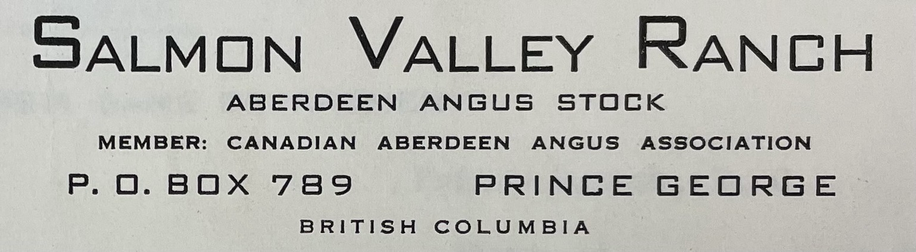 SALMON VALLEY RANCH
ABERDEEN ANGUS STOCK
MEMBER: CANADIAN ABERDEEN ANGUS ASSOCIATION
P. O. BOX 789 PRINCE GEORGE
BRITISH COLUMBIA